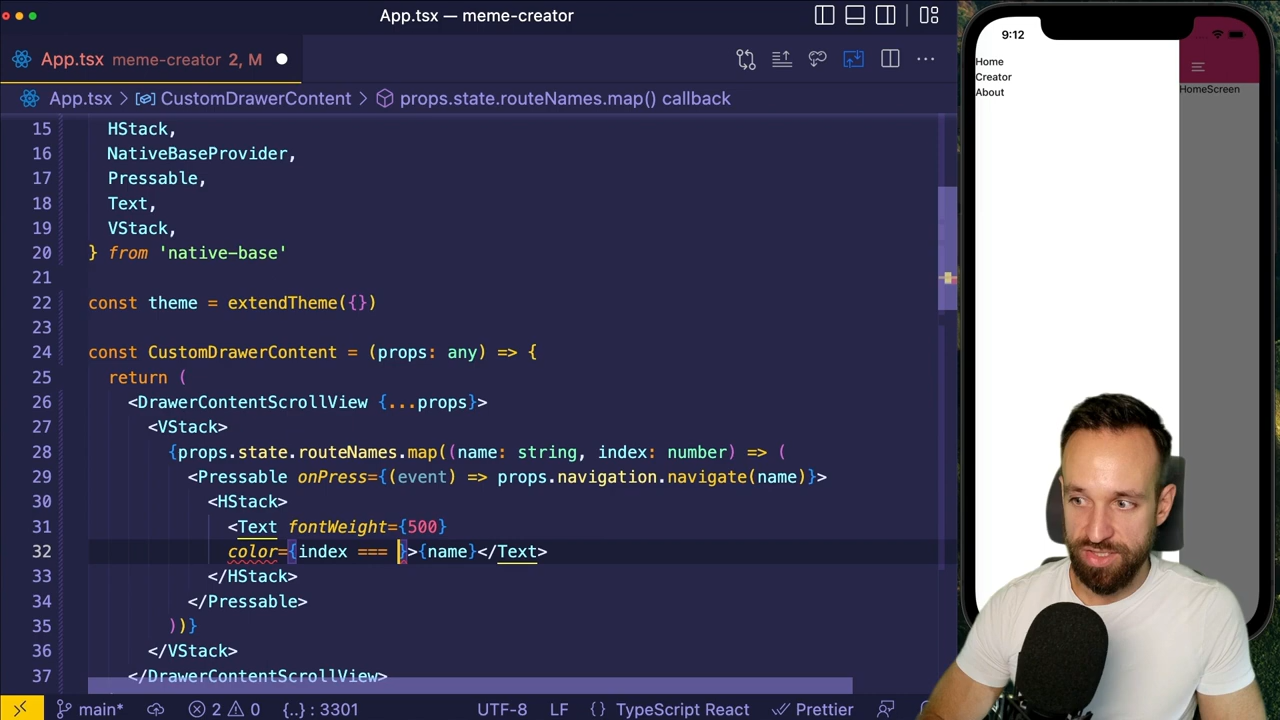 App.tsx — meme-creator
App.tsx meme-creator 2, M
App.tsx > CustomDrawerContent > props.state.routeNames.map() callback
15 HStack,
16 NativeBaseProvider,
17 Pressable,
18 Text,
19 VStack,
20 } from 'native-base'
21
22 const theme = extendTheme({})
23
24 const CustomDrawerContent = (props: any) => {
25 return (
26 <DrawerContentScrollView {...props}>
27 <VStack>
28 {props.state.routeNames.map((name: string, index: number) => (
29 <Pressable onPress={(event) => props.navigation.navigate(name)}>
30 <HStack>
31 <Text fontWeight={500}
32 color={index === }>{name}</Text>
33 </HStack>
34 </Pressable>
35 ))}
36 </VStack>
37 </DrawerContentScrollView>
main* 2 0 {..} : 3301 UTF-8 LF {} TypeScript React Prettier
9:12
Home
Creator
About
HomeScreen